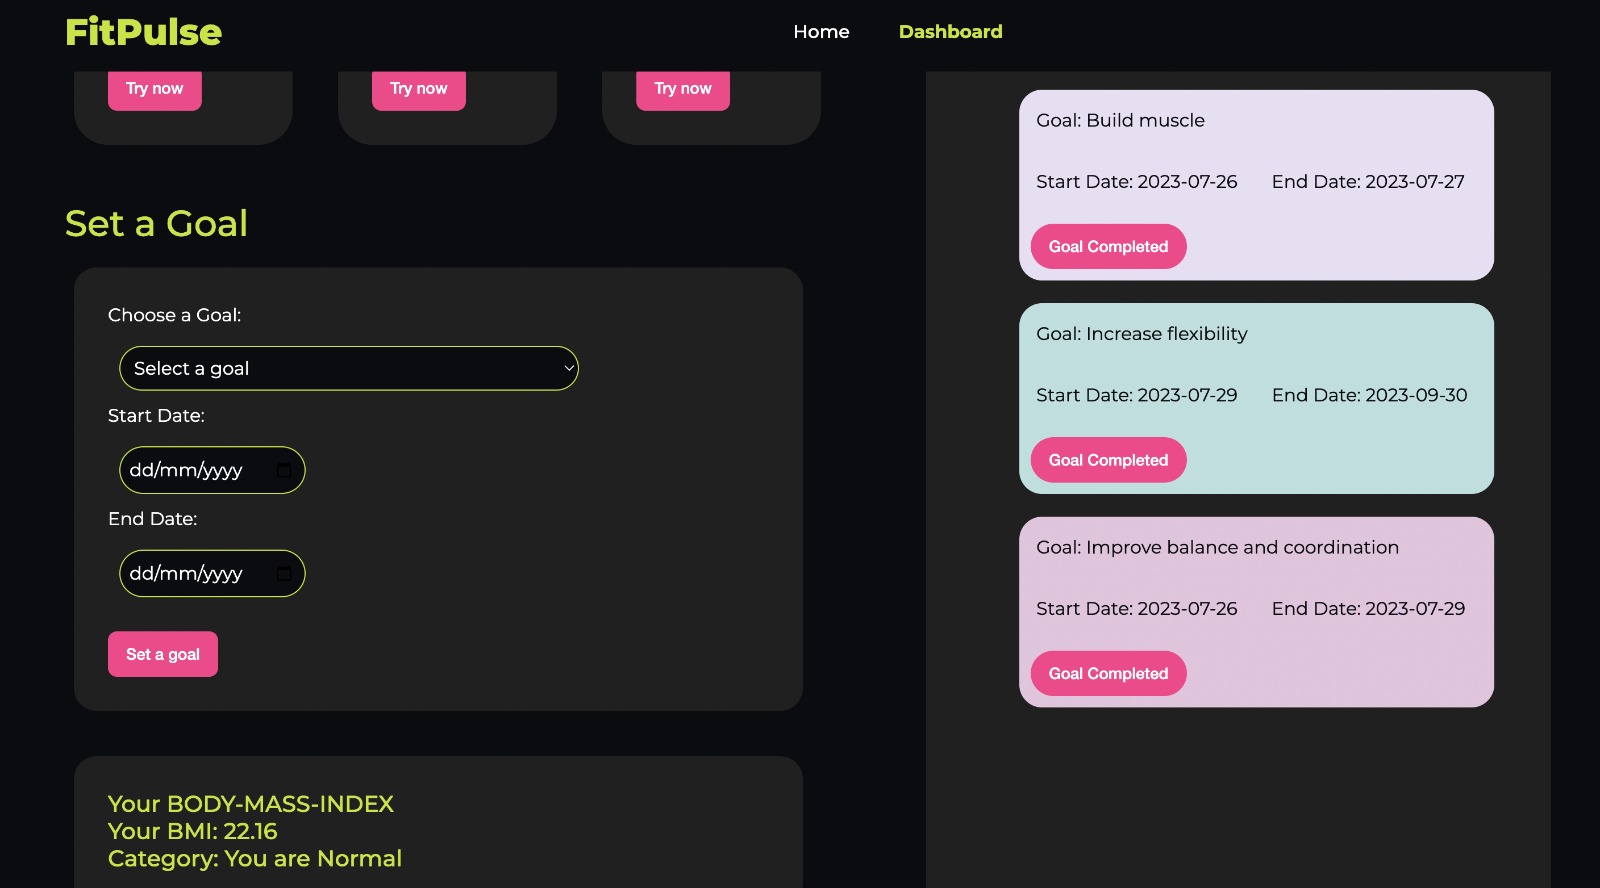 FitPulse
Home
Dashboard
Try now
Try now
Try now
Set a Goal
Choose a Goal:
Select a goal
Start Date:
dd/mm/yyyy
End Date:
dd/mm/yyyy
Set a goal
Your BODY-MASS-INDEX
Your BMI: 22.16
Category: You are Normal
Goal: Build muscle
Start Date: 2023-07-26 End Date: 2023-07-27
Goal Completed
Goal: Increase flexibility
Start Date: 2023-07-29 End Date: 2023-09-30
Goal Completed
Goal: Improve balance and coordination
Start Date: 2023-07-26 End Date: 2023-07-29
Goal Completed